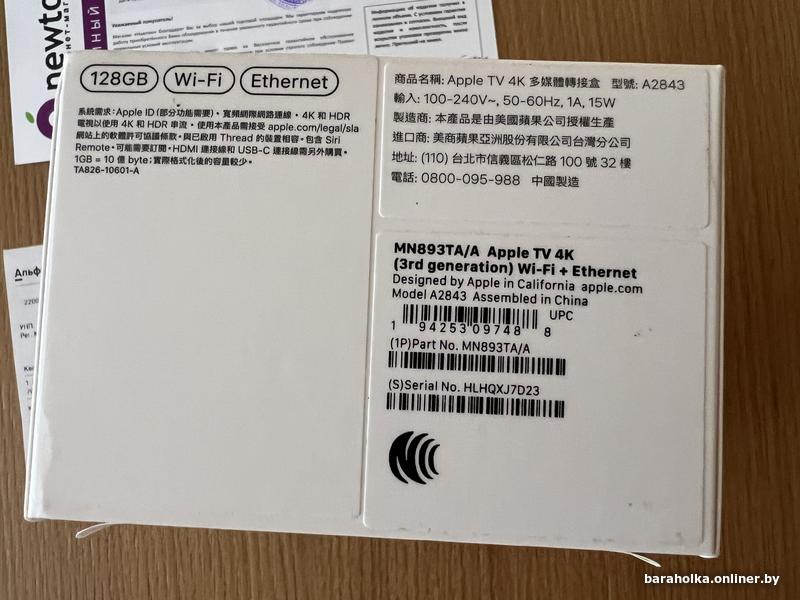 newto
нет-маг
нный
Уважаемый покупатель!
128GB Wi-Fi Ethernet
系統需求:Apple ID (部分功能需要)、寬頻網際網路連線、4K 和 HDR
電視以使用 4K 和 HDR 串流。使用本產品需接受 apple.com/legal/sla
網站上的軟體許可協議條款。與已啟用 Thread 的裝置相容。包含 Siri
Remote。可能需要訂閱。HDMI 連接線和 USB-C 連接線需另外購買。
1GB = 10 億 byte;實際格式化後的容量較少。
TA826-10601-A
商品名稱: Apple TV 4K 多媒體轉接盒 型號: A2843
輸入: 100-240V~, 50-60Hz, 1A, 15W
製造商: 本產品是由美國蘋果公司授權生產
進口商: 美商蘋果亞洲股份有限公司台灣分公司
地址: (110) 台北市信義區松仁路 100 號 32 樓
電話: 0800-095-988 中國製造
MN893TA/A Apple TV 4K
(3rd generation) Wi-Fi + Ethernet
Designed by Apple in California apple.com
Model A2843 Assembled in China
UPC
1 94253 09748 8
(1P)Part No. MN893TA/A
(S)Serial No. HLHQXJ7D23
Альф
2200
УНП
baraholka.onliner.by